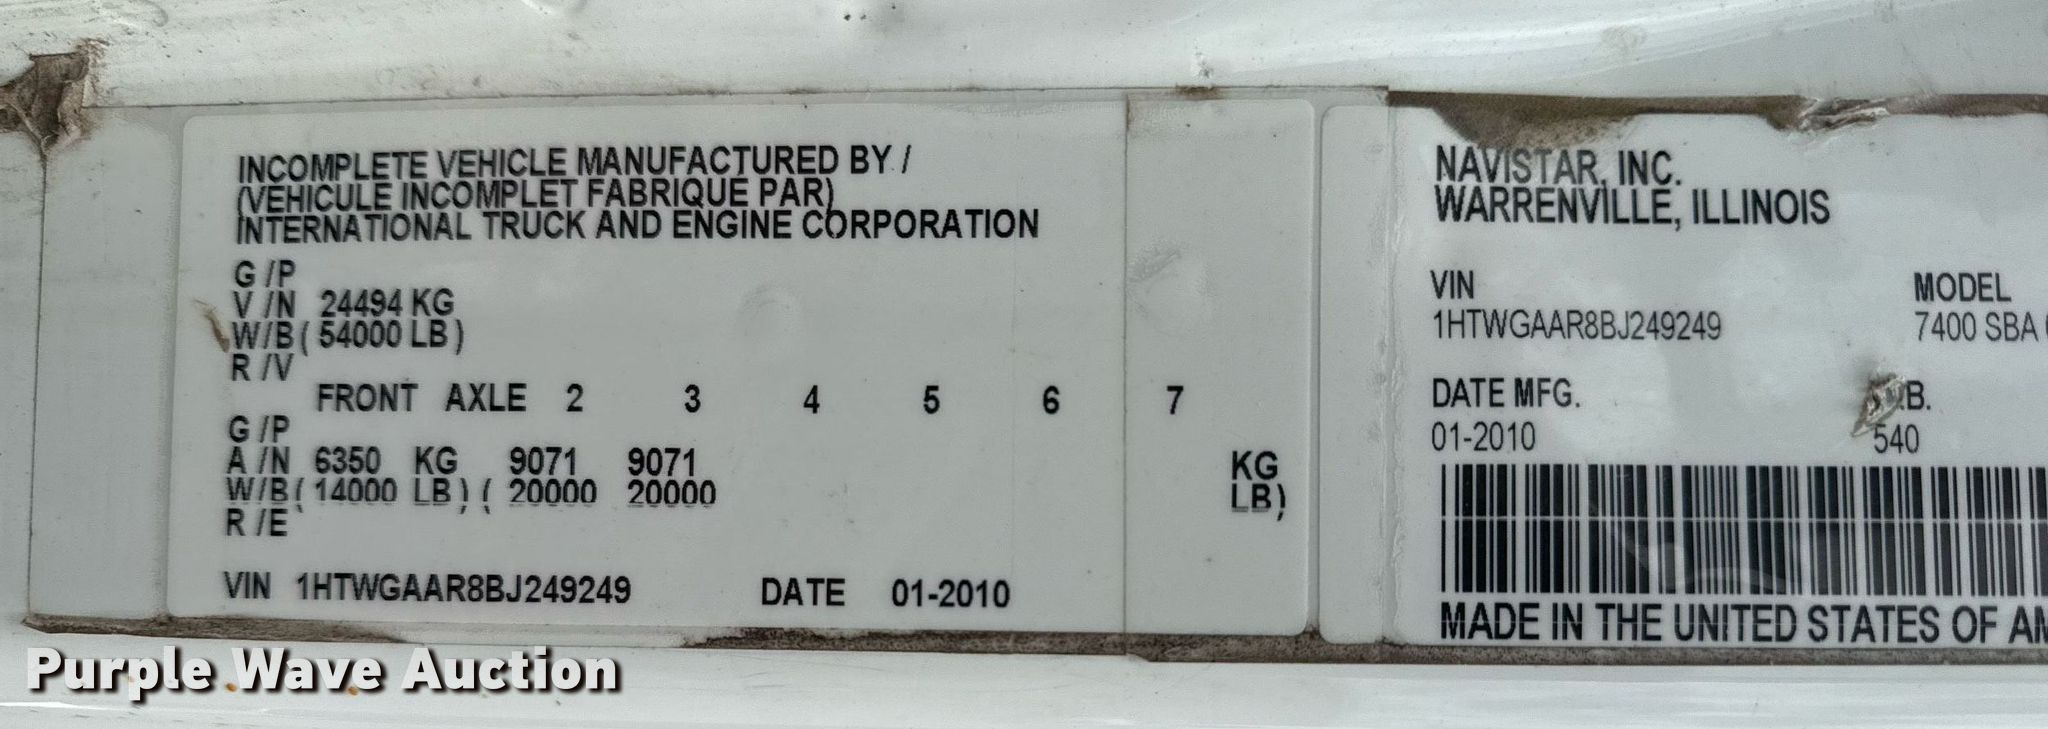 INCOMPLETE VEHICLE MANUFACTURED BY /
(VEHICULE INCOMPLET FABRIQUE PAR)
INTERNATIONAL TRUCK AND ENGINE CORPORATION
G /P
V /N 24494 KG
W/B ( 54000 LB )
R /V
FRONT AXLE 2 3 4 5 6 7
G /P
A /N 6350 KG 9071 9071 KG
W/B ( 14000 LB ) ( 20000 20000 LB)
R /E
VIN 1HTWGAAR8BJ249249 DATE 01-2010
NAVISTAR, INC.
WARRENVILLE, ILLINOIS
VIN MODEL
1HTWGAAR8BJ249249 7400 SBA
DATE MFG. .B.
01-2010 540
MADE IN THE UNITED STATES OF AM
Purple Wave Auction